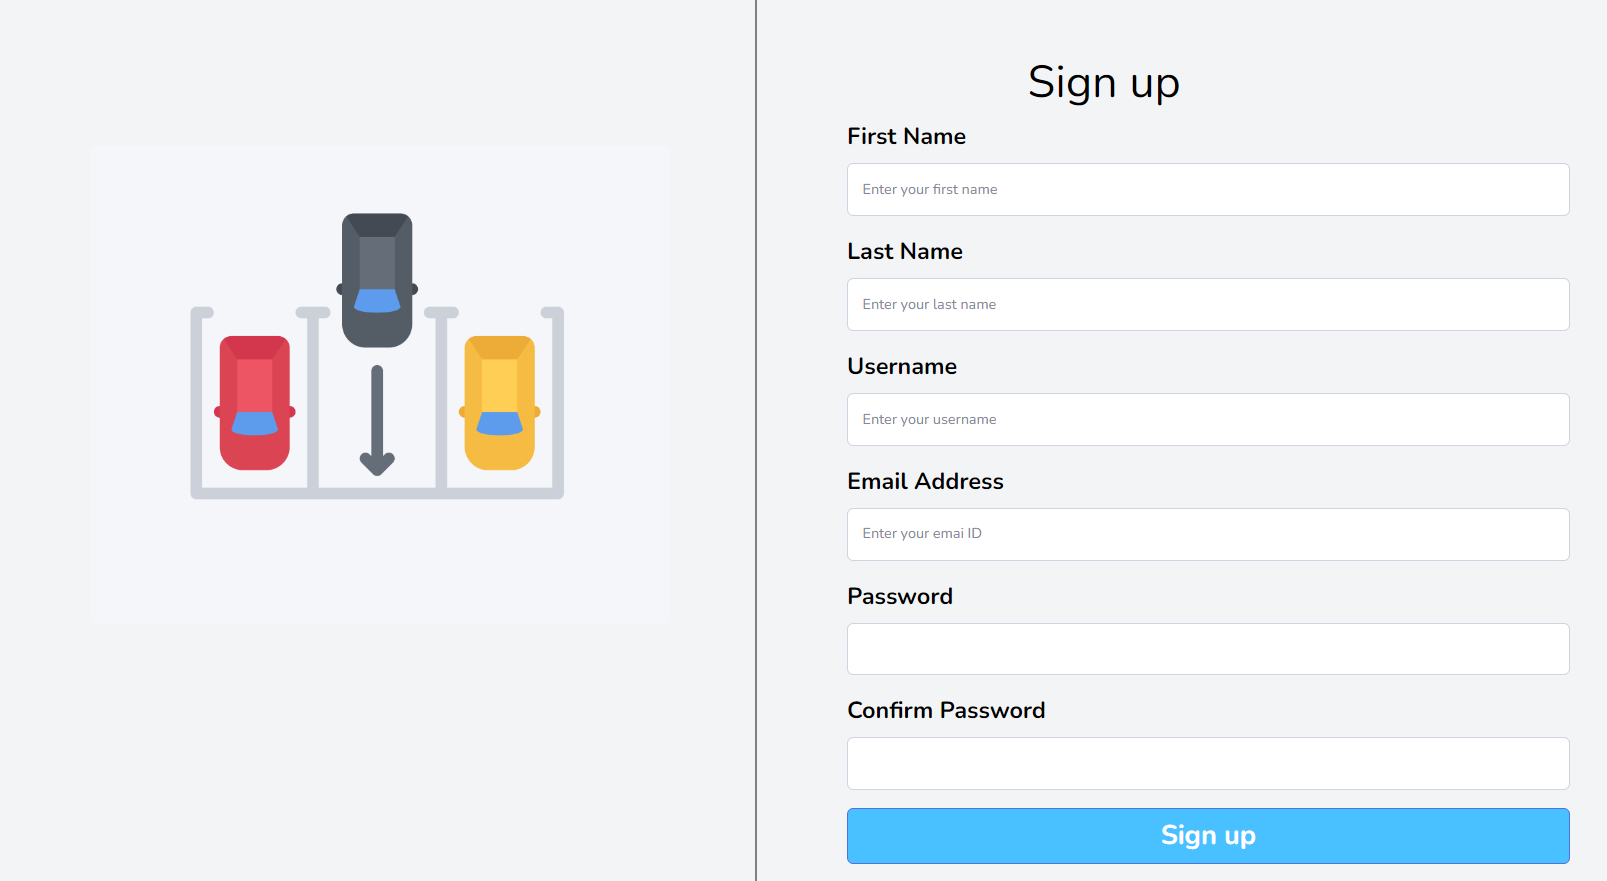 Sign up
First Name
Enter your first name
Last Name
Enter your last name
Username
Enter your username
Email Address
Enter your emai ID
Password
Confirm Password
Sign up